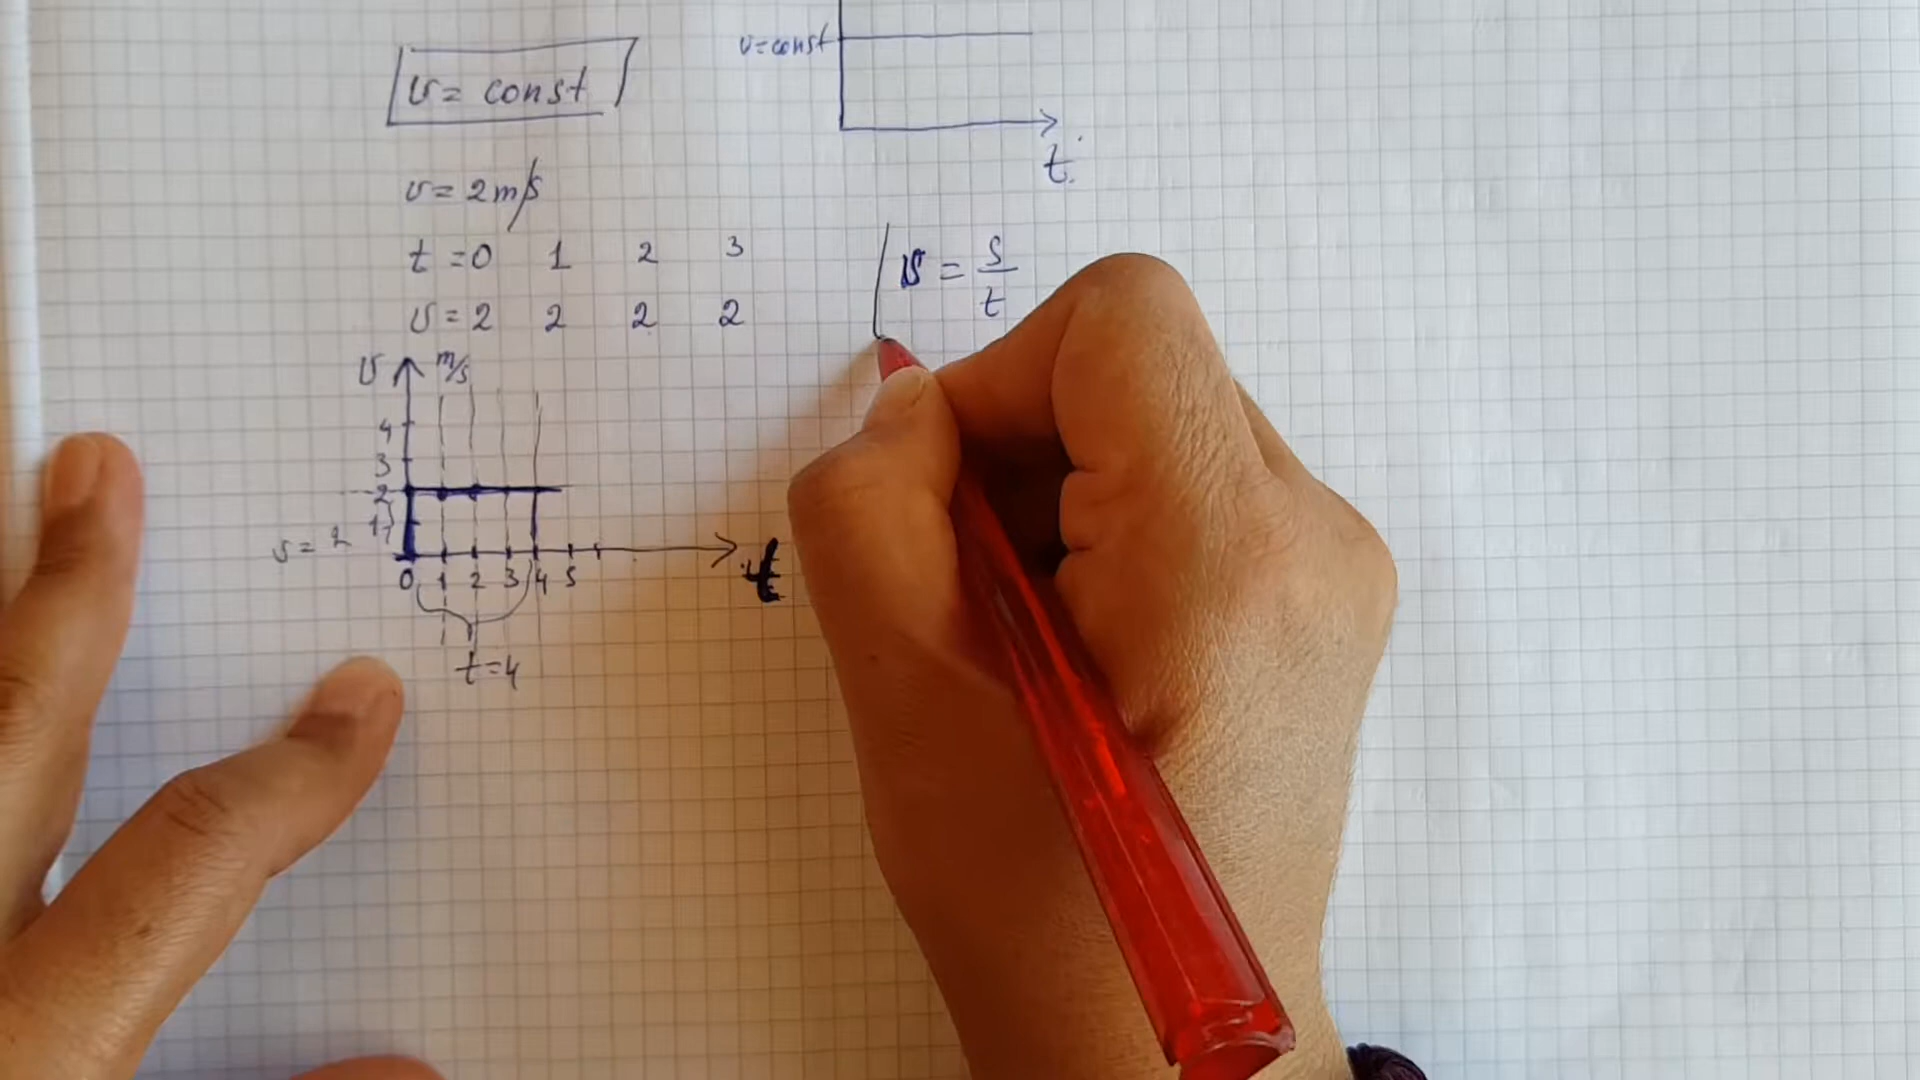 v=const
v = const
t
v = 2 m/s
t = 0 1 2 3
v = 2 2 2 2
v = s/t
v m/s
4
3
2
1
v = 2
0 1 2 3 4 5
t
t=4